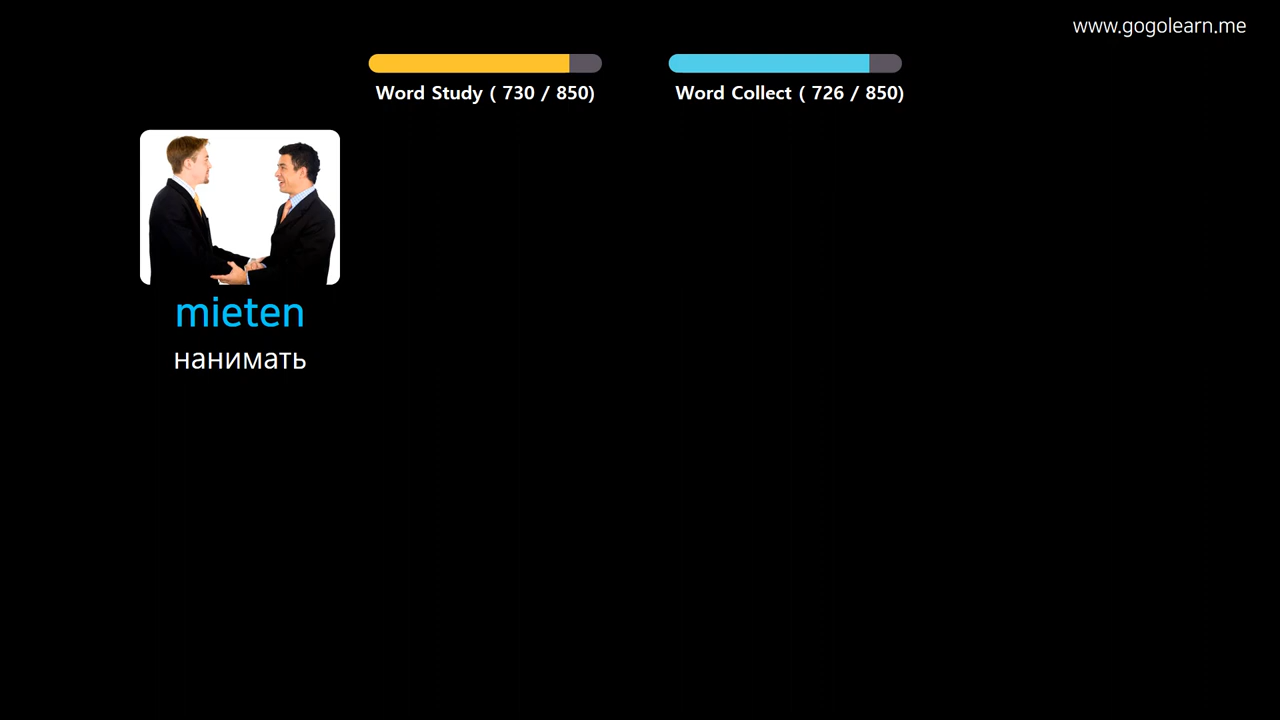 www.gogolearn.me
Word Study ( 730 / 850)
Word Collect ( 726 / 850)
mieten
нанимать